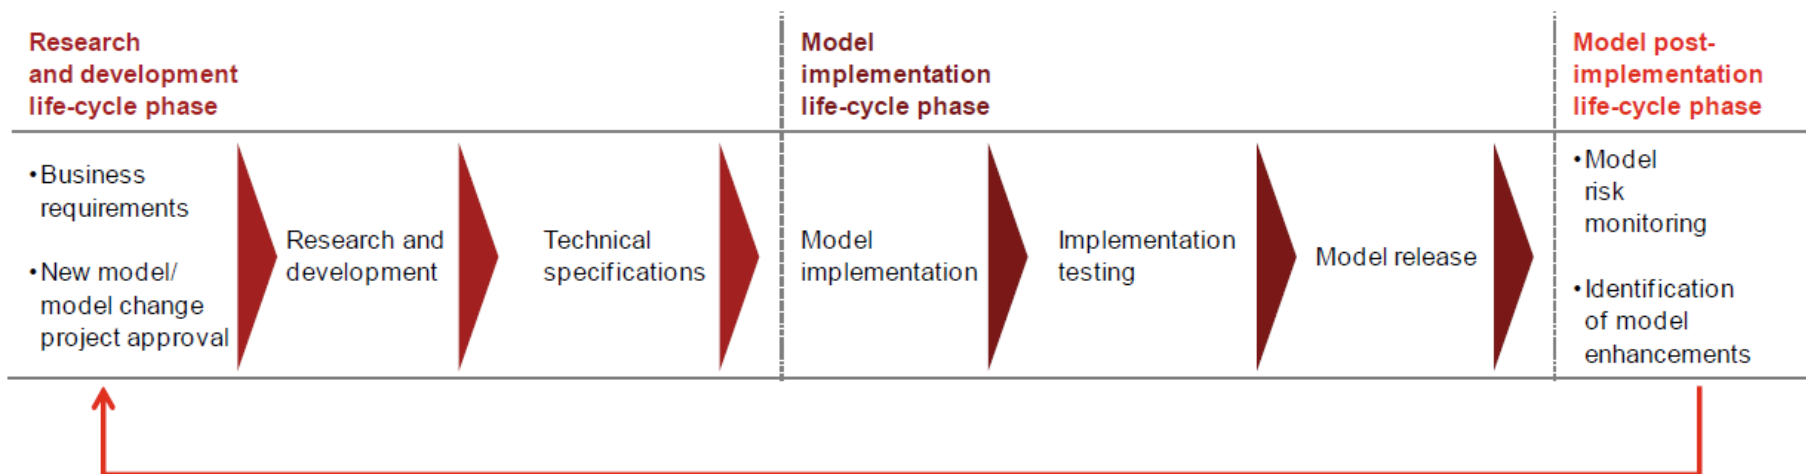 Research
and development
life-cycle phase
Model
implementation
life-cycle phase
Model post-
implementation
life-cycle phase
•Business
requirements
•New model/
model change
project approval
Research and
development
Technical
specifications
Model
implementation
Implementation
testing
Model release
•Model
risk
monitoring
•Identification
of model
enhancements